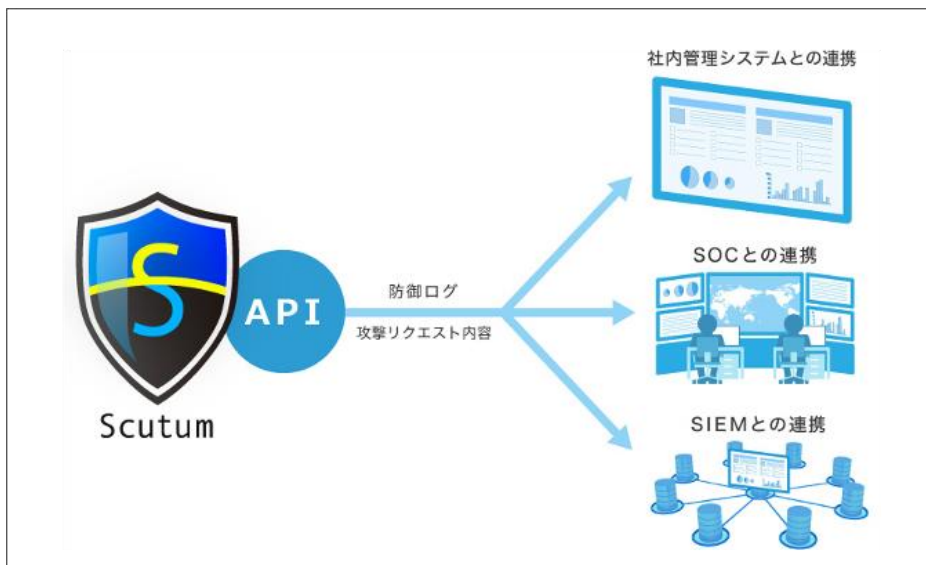 社内管理システムとの連携
SOCとの連携
API
防御ログ
攻撃リクエスト内容
Scutum
SIEMとの連携